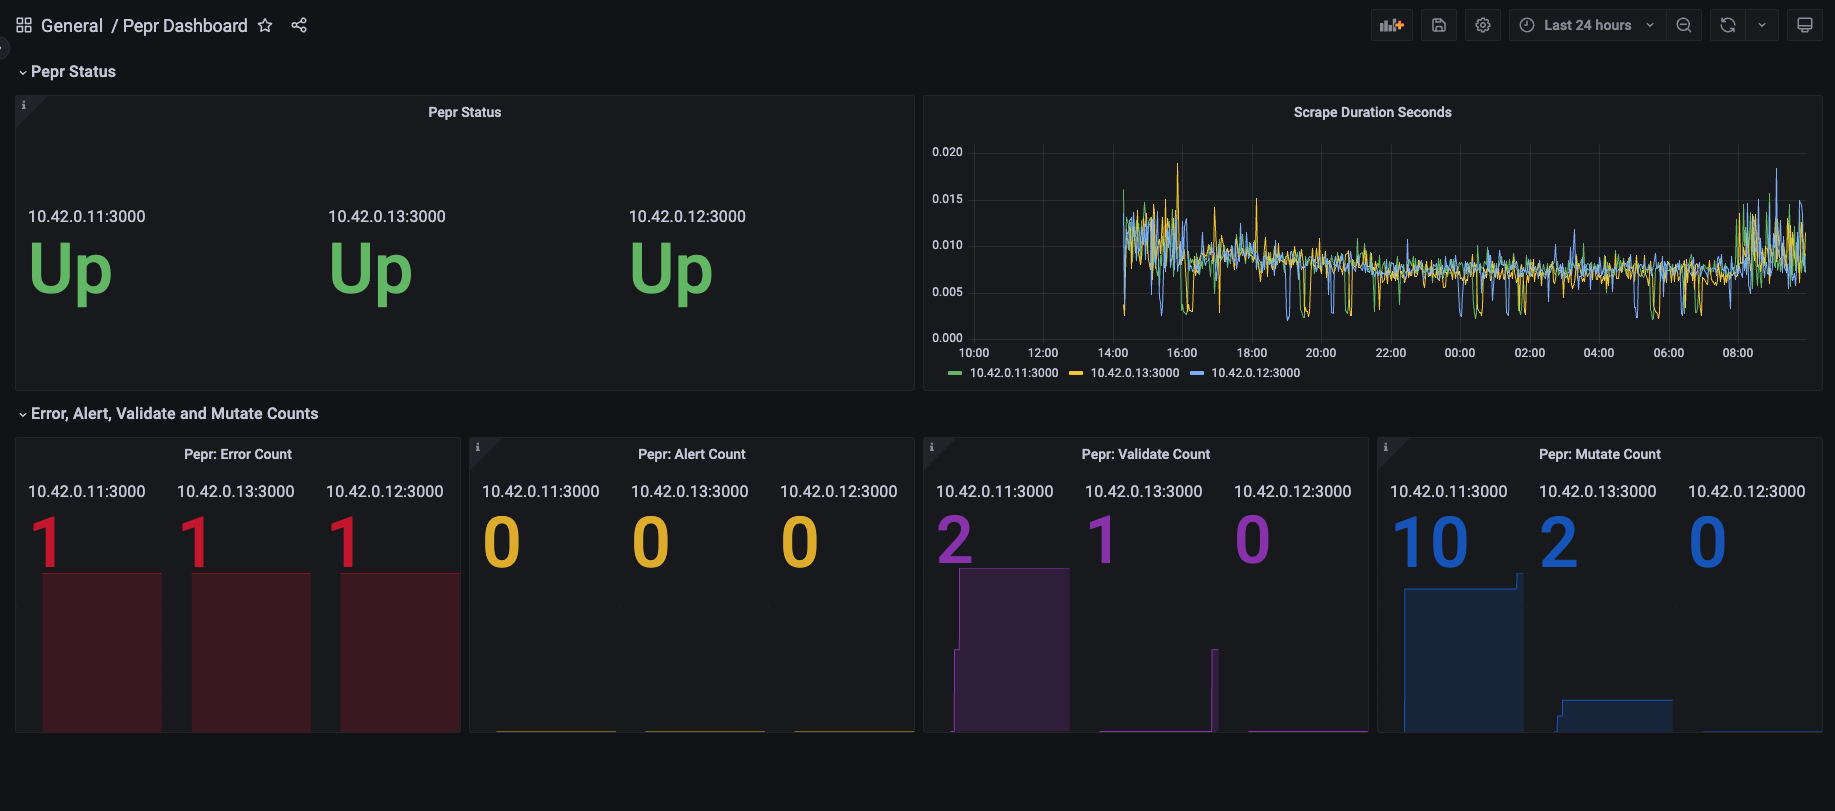 General / Pepr Dashboard
Last 24 hours
Pepr Status
Pepr Status
10.42.0.11:3000 10.42.0.13:3000 10.42.0.12:3000
Up Up Up
Scrape Duration Seconds
0.020
0.015
0.010
0.005
0.000
10:00 12:00 14:00 16:00 18:00 20:00 22:00 00:00 02:00 04:00 06:00 08:00
10.42.0.11:3000 10.42.0.13:3000 10.42.0.12:3000
Error, Alert, Validate and Mutate Counts
Pepr: Error Count
10.42.0.11:3000 10.42.0.13:3000 10.42.0.12:3000
1 1 1
Pepr: Alert Count
10.42.0.11:3000 10.42.0.13:3000 10.42.0.12:3000
0 0 0
Pepr: Validate Count
10.42.0.11:3000 10.42.0.13:3000 10.42.0.12:3000
2 1 0
Pepr: Mutate Count
10.42.0.11:3000 10.42.0.13:3000 10.42.0.12:3000
10 2 0